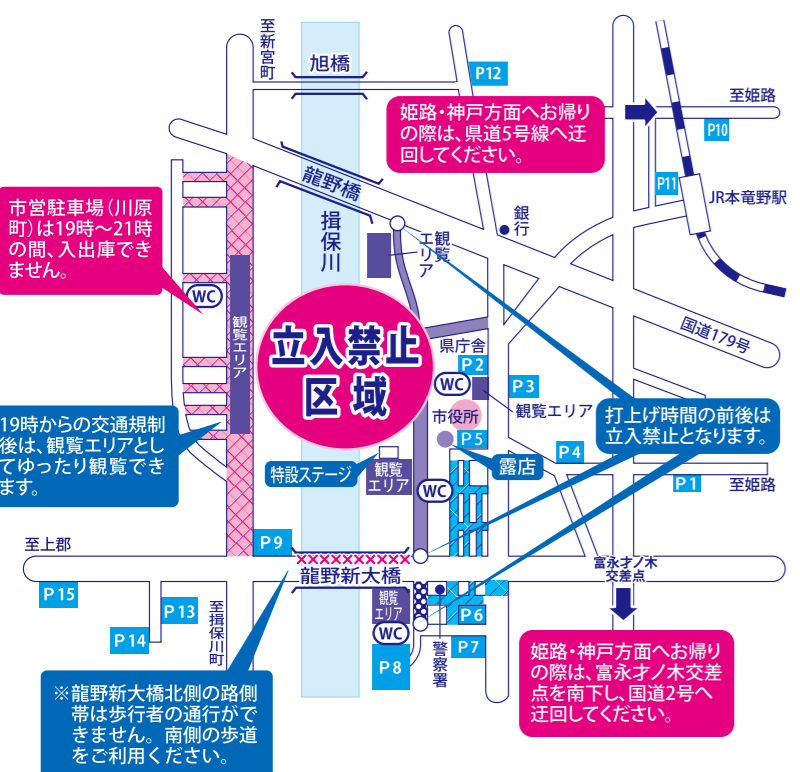 至新宮町
旭橋
P12
至姫路
姫路・神戸方面へお帰り
の際は、県道5号線へ迂
回してください。
P10
龍野橋
P11
JR本竜野駅
市営駐車場(川原
町)は19時〜21時
の間、入出庫でき
ません。
揖保川
銀行
観覧
エリア
WC
観覧エリア
立入禁止
区域
国道179号
県庁舎
P2
WC
P3
観覧エリア
市役所
打上げ時間の前後は
立入禁止となります。
19時からの交通規制
後は、観覧エリアとし
てゆったり観覧でき
ます。
P5
P4
特設ステージ
観覧
エリア
露店
WC
P1
至姫路
至上郡
P9
龍野新大橋
富永才ノ木
交差点
P15
P13
P14
至揖保川町
観覧
エリア
WC
P6
P8
警察署
P7
姫路・神戸方面へお帰り
の際は、富永才ノ木交差
点を南下し、国道2号へ
迂回してください。
※龍野新大橋北側の路側
帯は歩行者の通行がで
きません。南側の歩道
をご利用ください。